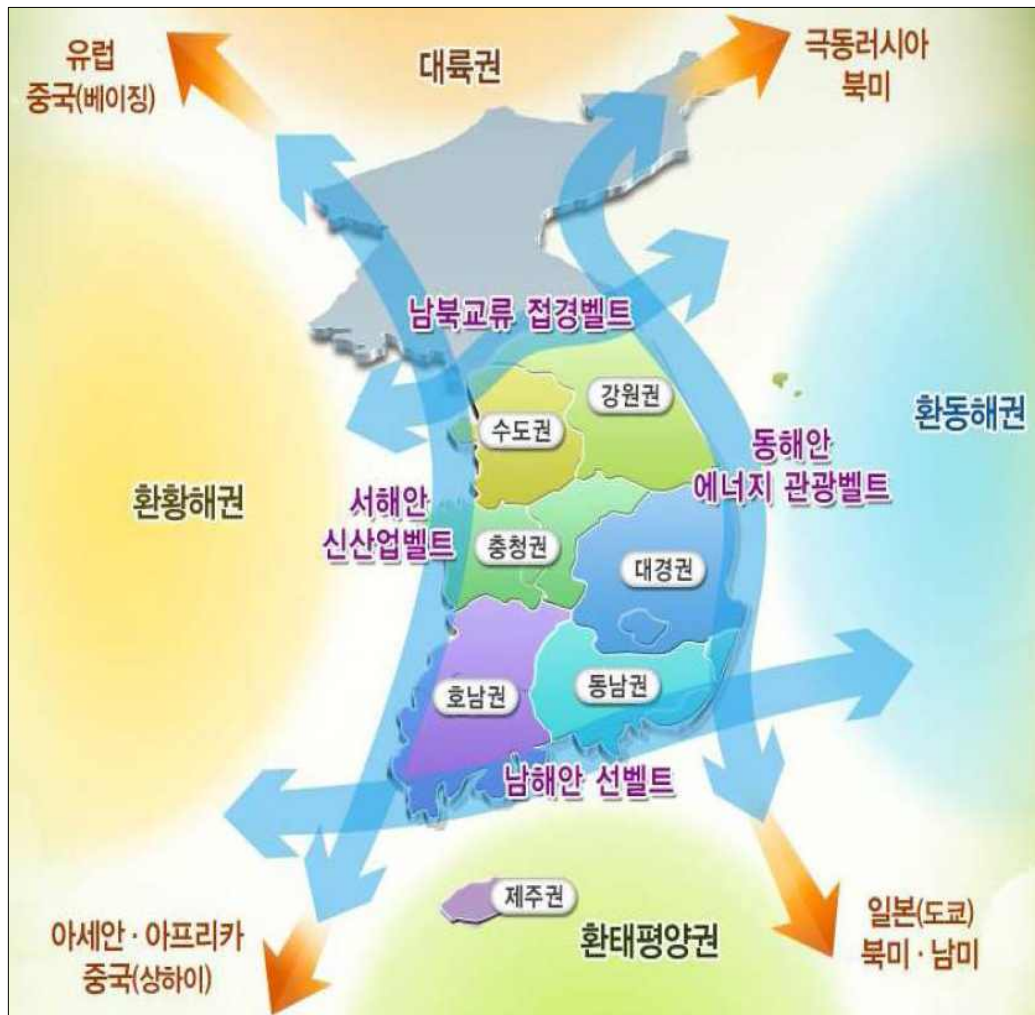 유럽
중국(베이징)
대륙권
극동러시아
북미
남북교류 접경벨트
강원권
수도권
환동해권
동해안
에너지 관광벨트
환황해권
서해안
신산업벨트
충청권
대경권
호남권
동남권
남해안 선벨트
제주권
아세안 · 아프리카
중국(상하이)
환태평양권
일본(도쿄)
북미 · 남미